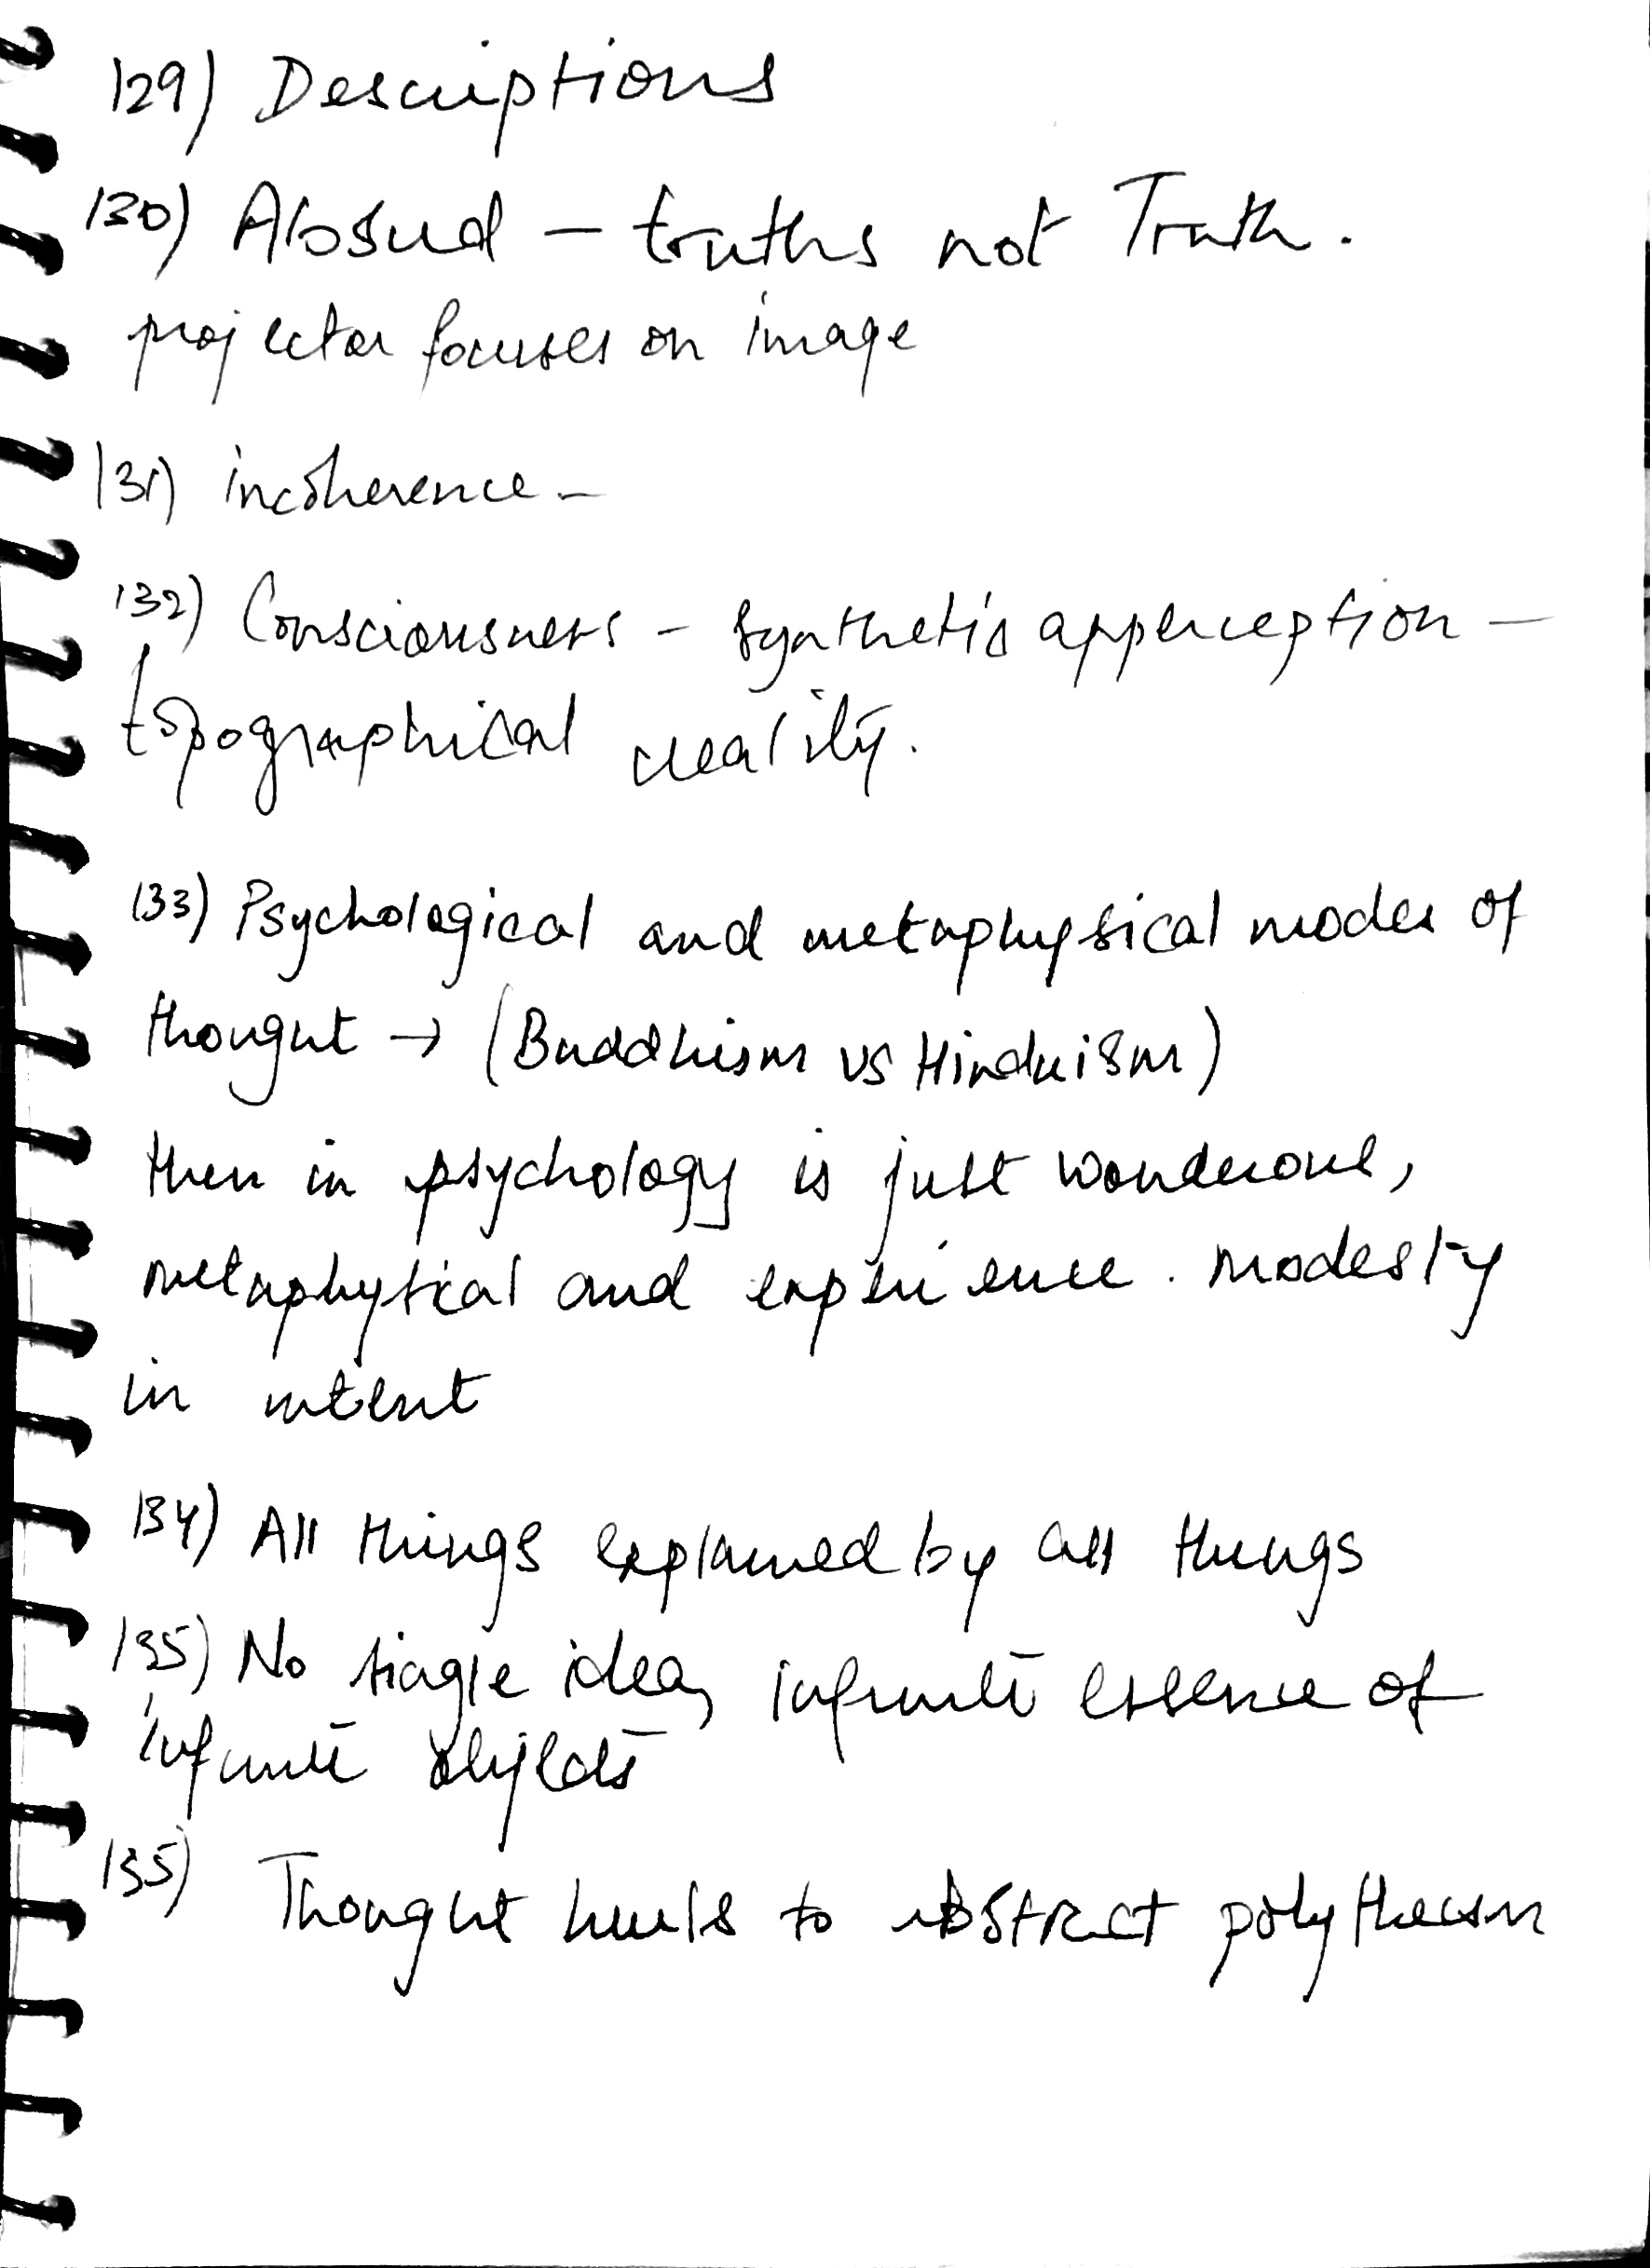 129) Descriptions
130) Absud – truths not Truth.
projector focuses on image
131) incoherence –
132) Consciousness – synthetic apperception –
topographical reality.
133) Psychological and metaphysical modes of
thought → (Buddhism vs Hinduism)
then in psychology is just wonderous,
metaphysical and experience. modesty
in intent
134) All things explained by all things
135) No single idea, infinite essence of
infinite objects
135) Thought to abstract polytheism